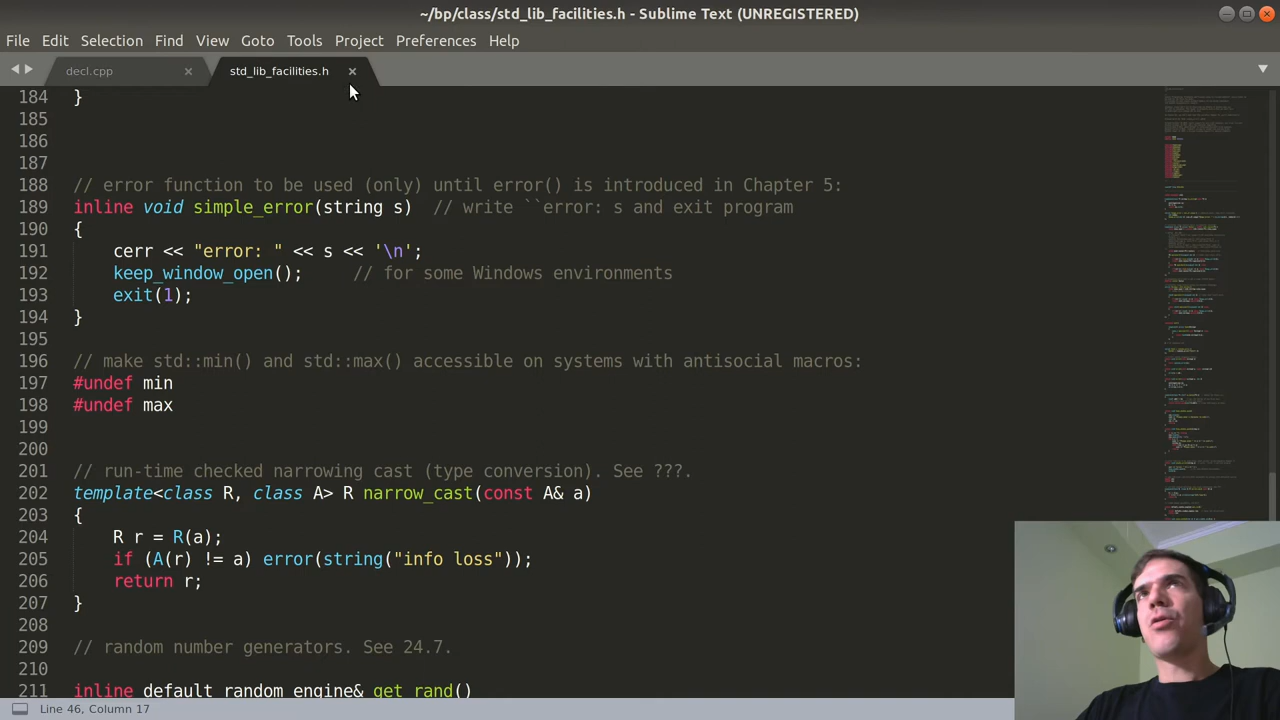 ~/bp/class/std_lib_facilities.h - Sublime Text (UNREGISTERED)
File Edit Selection Find View Goto Tools Project Preferences Help
decl.cpp std_lib_facilities.h
184 }
185
186
187
188 // error function to be used (only) until error() is introduced in Chapter 5:
189 inline void simple_error(string s)  // write ``error: s and exit program
190 {
191     cerr << "error: " << s << '\n';
192     keep_window_open();     // for some Windows environments
193     exit(1);
194 }
195
196 // make std::min() and std::max() accessible on systems with antisocial macros:
197 #undef min
198 #undef max
199
200
201 // run-time checked narrowing cast (type conversion). See ???.
202 template<class R, class A> R narrow_cast(const A& a)
203 {
204     R r = R(a);
205     if (A(r) != a) error(string("info loss"));
206     return r;
207 }
208
209 // random number generators. See 24.7.
210
211 inline default_random_engine& get_rand()
Line 46, Column 17